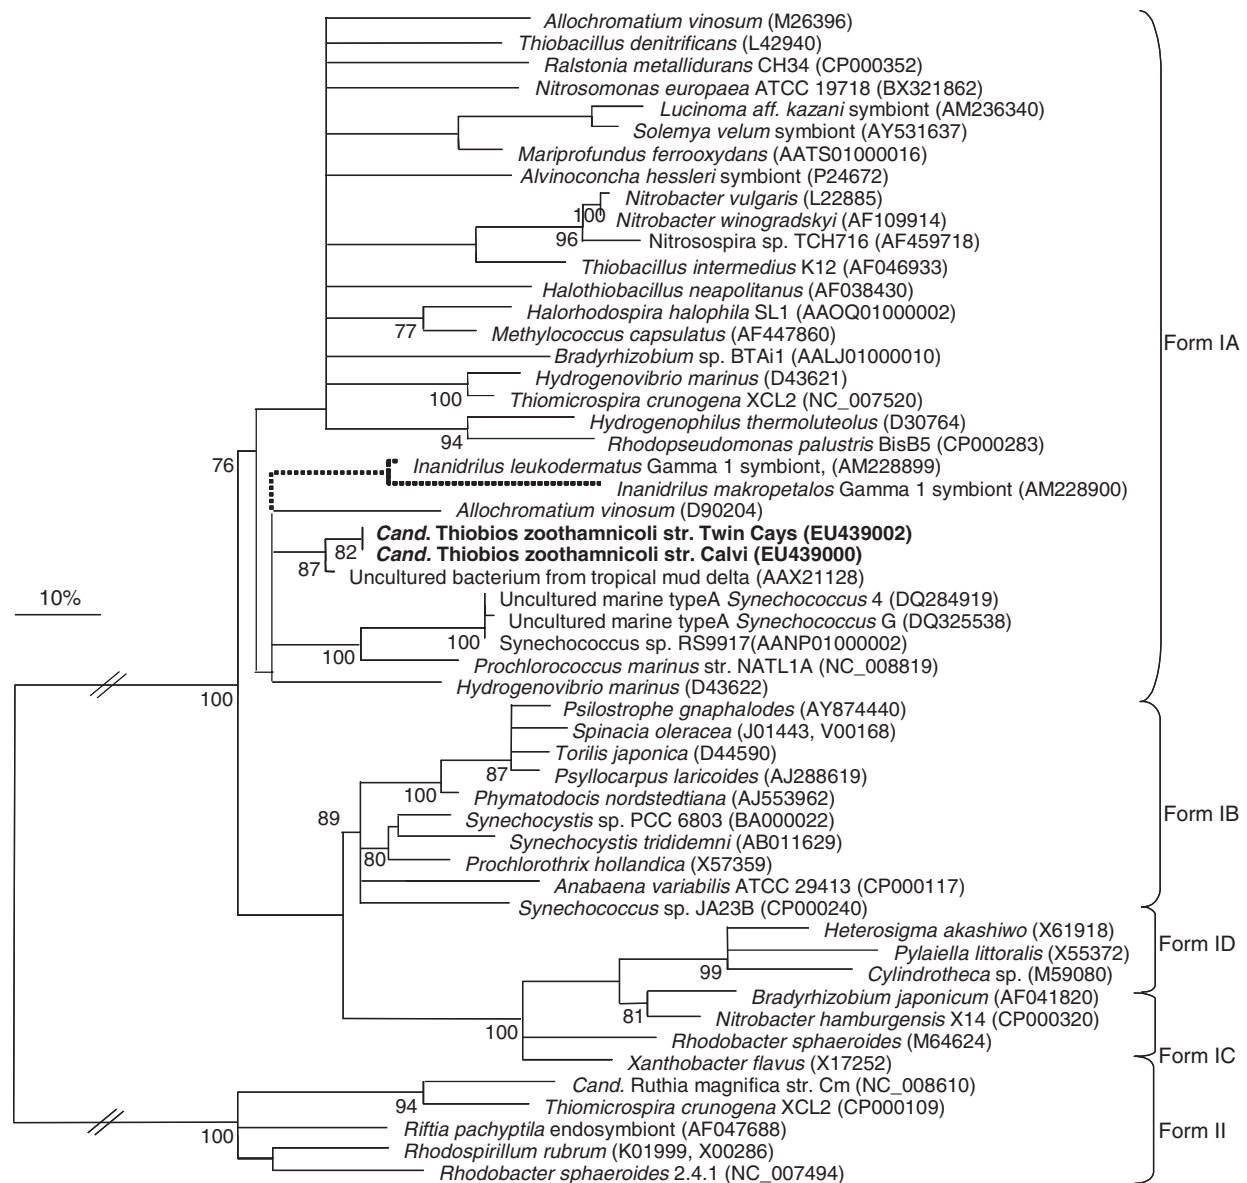 Allochromatium vinosum (M26396)
Thiobacillus denitrificans (L42940)
Ralstonia metallidurans CH34 (CP000352)
Nitrosomonas europaea ATCC 19718 (BX321862)
Lucinoma aff. kazani symbiont (AM236340)
Solemya velum symbiont (AY531637)
Mariprofundus ferrooxydans (AATS01000016)
Alvinoconcha hessleri symbiont (P24672)
Nitrobacter vulgaris (L22885)
100
Nitrobacter winogradskyi (AF109914)
96
Nitrosospira sp. TCH716 (AF459718)
Thiobacillus intermedius K12 (AF046933)
Halothiobacillus neapolitanus (AF038430)
Halorhodospira halophila SL1 (AAOQ01000002)
77
Methylococcus capsulatus (AF447860)
Form IA
Bradyrhizobium sp. BTAi1 (AALJ01000010)
Hydrogenovibrio marinus (D43621)
100
Thiomicrospira crunogena XCL2 (NC_007520)
Hydrogenophilus thermoluteolus (D30764)
94
Rhodopseudomonas palustris BisB5 (CP000283)
76
Inanidrilus leukodermatus Gamma 1 symbiont, (AM228899)
Inanidrilus makropetalos Gamma 1 symbiont (AM228900)
Allochromatium vinosum (D90204)
Cand. Thiobios zoothamnicoli str. Twin Cays (EU439002)
82
Cand. Thiobios zoothamnicoli str. Calvi (EU439000)
87
Uncultured bacterium from tropical mud delta (AAX21128)
10%
Uncultured marine typeA Synechococcus 4 (DQ284919)
Uncultured marine typeA Synechococcus G (DQ325538)
100
Synechococcus sp. RS9917(AANP01000002)
100
Prochlorococcus marinus str. NATL1A (NC_008819)
Hydrogenovibrio marinus (D43622)
100
Psilostrophe gnaphalodes (AY874440)
Spinacia oleracea (J01443, V00168)
Torilis japonica (D44590)
87
Psyllocarpus laricoides (AJ288619)
100
Phymatodocis nordstedtiana (AJ553962)
89
Synechocystis sp. PCC 6803 (BA000022)
Form IB
Synechocystis trididemni (AB011629)
80
Prochlorothrix hollandica (X57359)
Anabaena variabilis ATCC 29413 (CP000117)
Synechococcus sp. JA23B (CP000240)
Heterosigma akashiwo (X61918)
Form ID
Pylaiella littoralis (X55372)
99
Cylindrotheca sp. (M59080)
Bradyrhizobium japonicum (AF041820)
81
Nitrobacter hamburgensis X14 (CP000320)
100
Rhodobacter sphaeroides (M64624)
Form IC
Xanthobacter flavus (X17252)
Cand. Ruthia magnifica str. Cm (NC_008610)
94
Thiomicrospira crunogena XCL2 (CP000109)
100
Riftia pachyptila endosymbiont (AF047688)
Form II
Rhodospirillum rubrum (K01999, X00286)
Rhodobacter sphaeroides 2.4.1 (NC_007494)